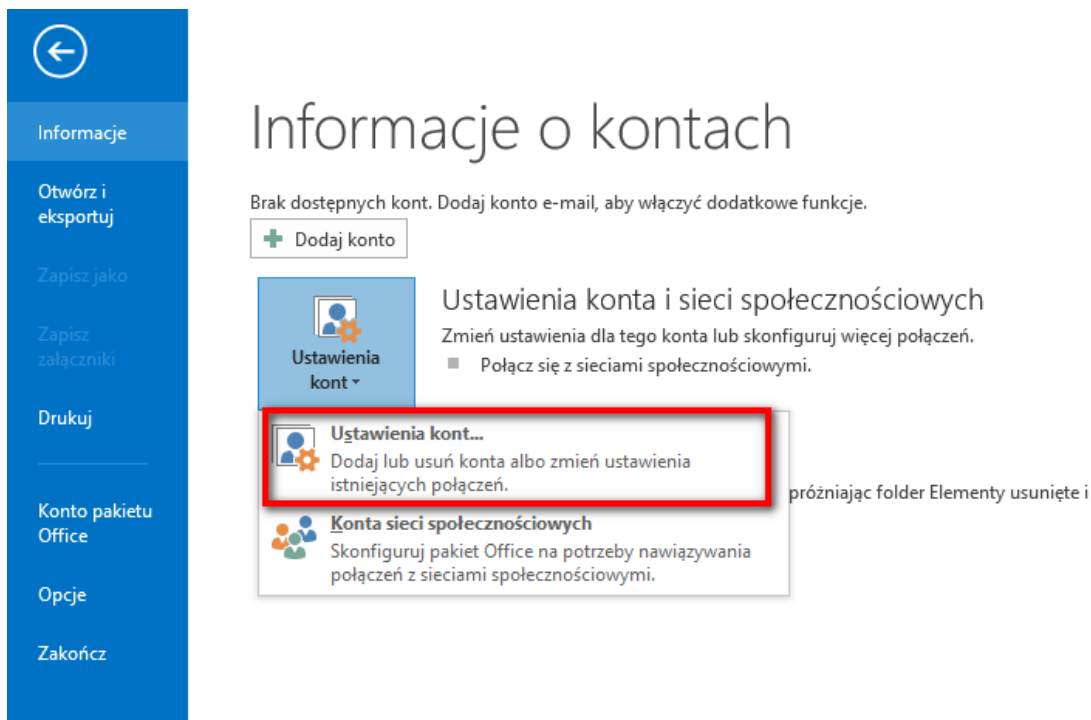 Informacje
Otwórz i
eksportuj
Zapisz jako
Zapisz
załączniki
Drukuj
Konto pakietu
Office
Opcje
Zakończ
Informacje o kontach
Brak dostępnych kont. Dodaj konto e-mail, aby włączyć dodatkowe funkcje.
Dodaj konto
Ustawienia
kont
Ustawienia konta i sieci społecznościowych
Zmień ustawienia dla tego konta lub skonfiguruj więcej połączeń.
Połącz się z sieciami społecznościowymi.
Ustawienia kont...
Dodaj lub usuń konta albo zmień ustawienia
istniejących połączeń.
próżniając folder Elementy usunięte i
Konta sieci społecznościowych
Skonfiguruj pakiet Office na potrzeby nawiązywania
połączeń z sieciami społecznościowymi.